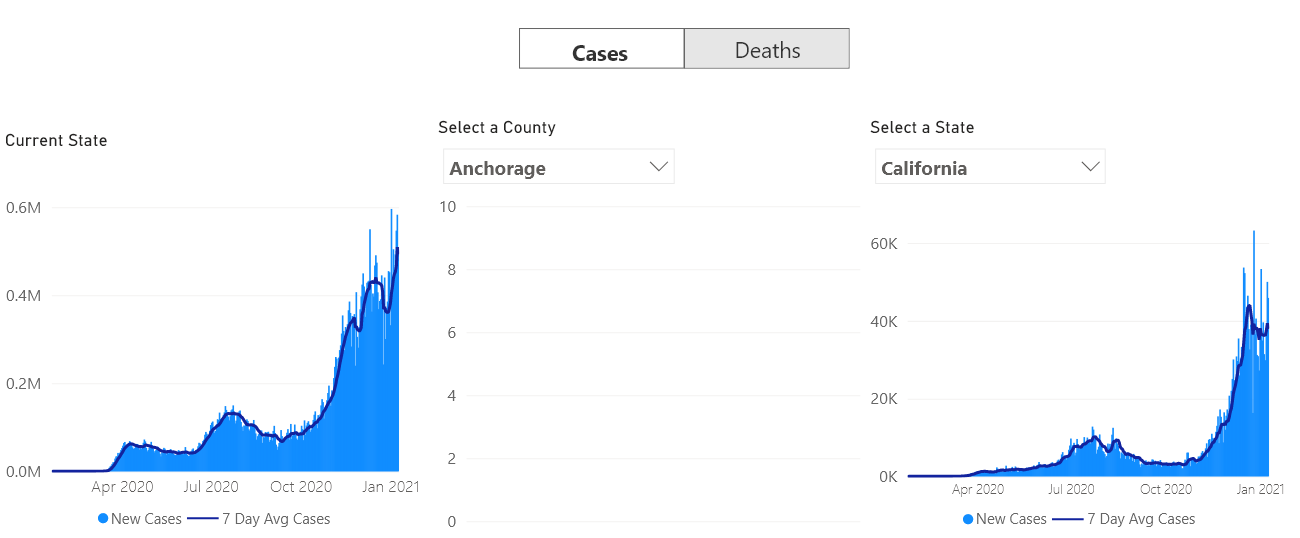 Cases
Deaths
Current State
0.6M
0.4M
0.2M
0.0M
Apr 2020 Jul 2020 Oct 2020 Jan 2021
New Cases 7 Day Avg Cases
Select a County
Anchorage
10
8
6
4
2
0
Select a State
California
60K
40K
20K
0K
Apr 2020 Jul 2020 Oct 2020 Jan 2021
New Cases 7 Day Avg Cases